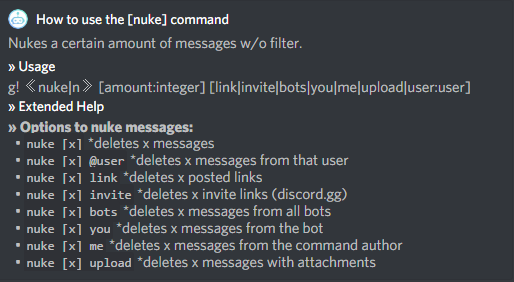 How to use the [nuke] command
Nukes a certain amount of messages w/o filter.
» Usage
g! 《nuke|n》 [amount:integer] [link|invite|bots|you|me|upload|user:user]
» Extended Help
» Options to nuke messages:
• nuke [x] *deletes x messages
• nuke [x] @user *deletes x messages from that user
• nuke [x] link *deletes x posted links
• nuke [x] invite *deletes x invite links (discord.gg)
• nuke [x] bots *deletes x messages from all bots
• nuke [x] you *deletes x messages from the bot
• nuke [x] me *deletes x messages from the command author
• nuke [x] upload *deletes x messages with attachments